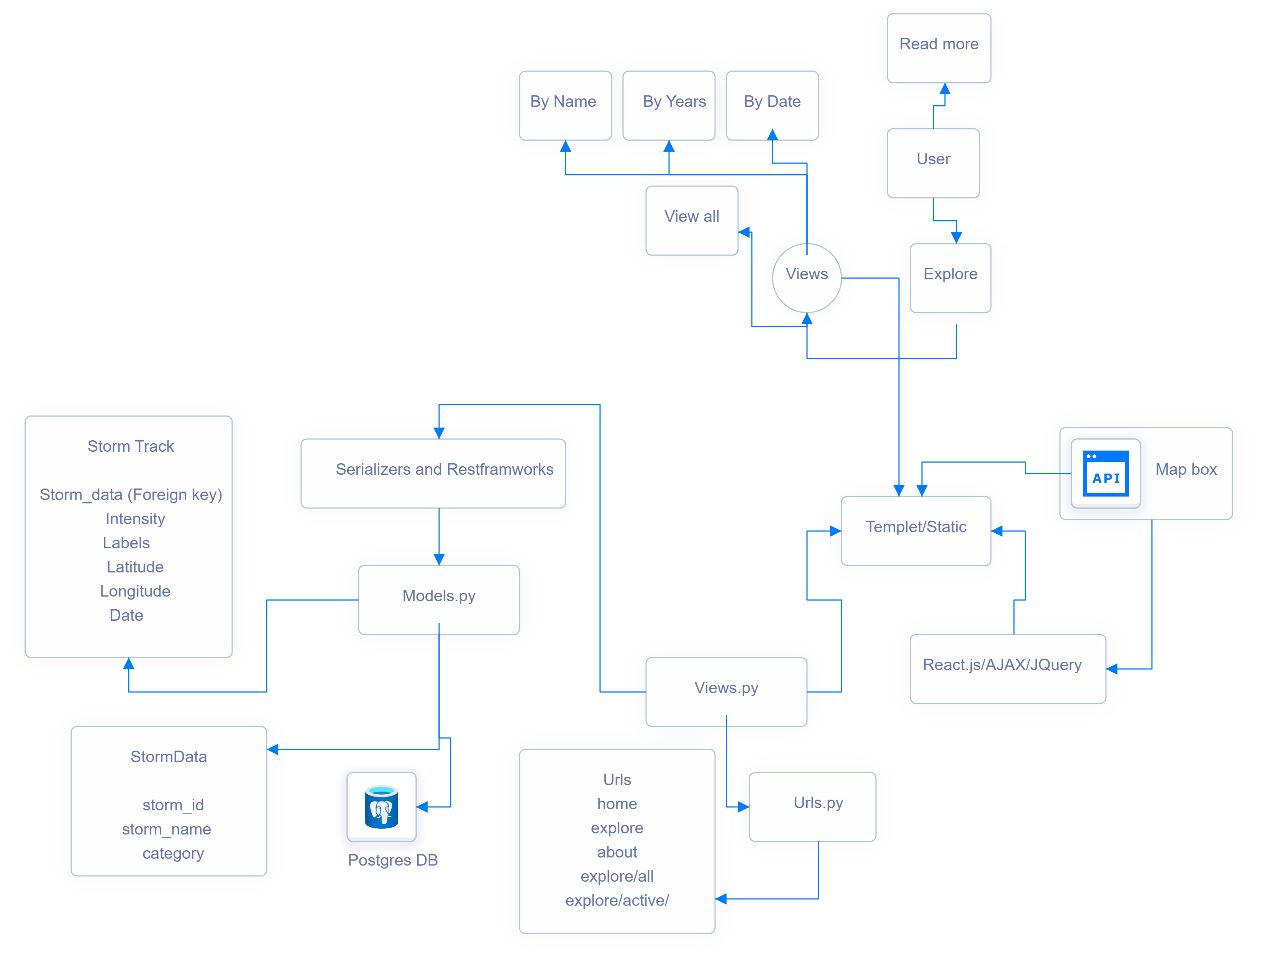 Read more
By Name
By Years
By Date
User
View all
Views
Explore
Storm Track
Storm_data (Foreign key)
Intensity
Labels
Latitude
Longitude
Date
Serializers and Restframworks
API
Map box
Templet/Static
Models.py
React.js/AJAX/JQuery
Views.py
StormData
storm_id
storm_name
category
Postgres DB
Urls
home
explore
about
explore/all
explore/active/
Urls.py